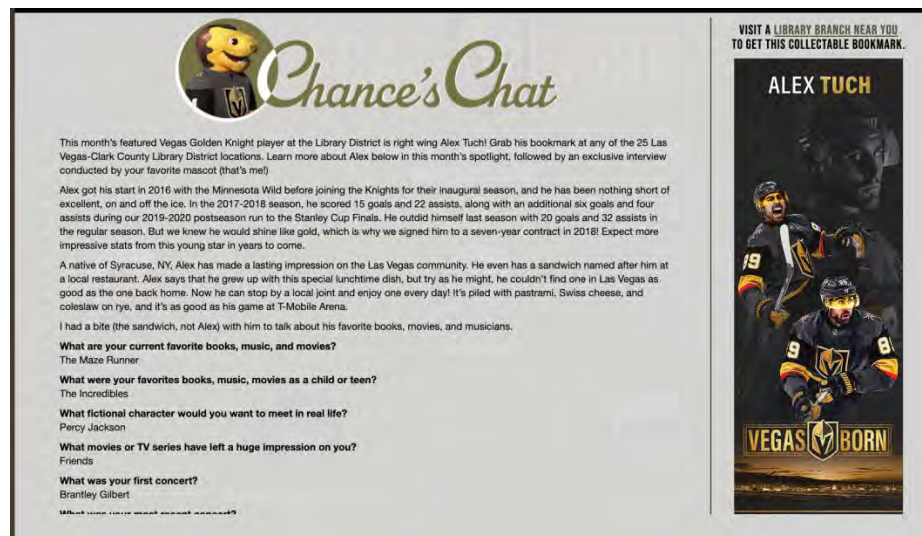 Chance's Chat
This month's featured Vegas Golden Knight player at the Library District is right wing Alex Tuch! Grab his bookmark at any of the 25 Las
Vegas-Clark County Library District locations. Learn more about Alex below in this month's spotlight, followed by an exclusive interview
conducted by your favorite mascot (that's me!)
Alex got his start in 2016 with the Minnesota Wild before joining the Knights for their inaugural season, and he has been nothing short of
excellent, on and off the ice. In the 2017-2018 season, he scored 15 goals and 22 assists, along with an additional six goals and four
assists during our 2019-2020 postseason run to the Stanley Cup Finals. He outdid himself last season with 20 goals and 32 assists in
the regular season. But we knew he would shine like gold, which is why we signed him to a seven-year contract in 2018! Expect more
impressive stats from this young star in years to come.
A native of Syracuse, NY, Alex has made a lasting impression on the Las Vegas community. He even has a sandwich named after him at
a local restaurant. Alex says that he grew up with this special lunchtime dish, but try as he might, he couldn't find one in Las Vegas as
good as the one back home. Now he can stop by a local joint and enjoy one every day! It's piled with pastrami, Swiss cheese, and
coleslaw on rye, and it's as good as his game at T-Mobile Arena.
I had a bite (the sandwich, not Alex) with him to talk about his favorite books, movies, and musicians.
What are your current favorite books, music, and movies?
The Maze Runner
What were your favorites books, music, movies as a child or teen?
The Incredibles
What fictional character would you want to meet in real life?
Percy Jackson
What movies or TV series have left a huge impression on you?
Friends
What was your first concert?
Brantley Gilbert
What was your most recent concert?
VISIT A LIBRARY BRANCH NEAR YOU
TO GET THIS COLLECTABLE BOOKMARK.
ALEX TUCH
89
89
8
VEGAS BORN